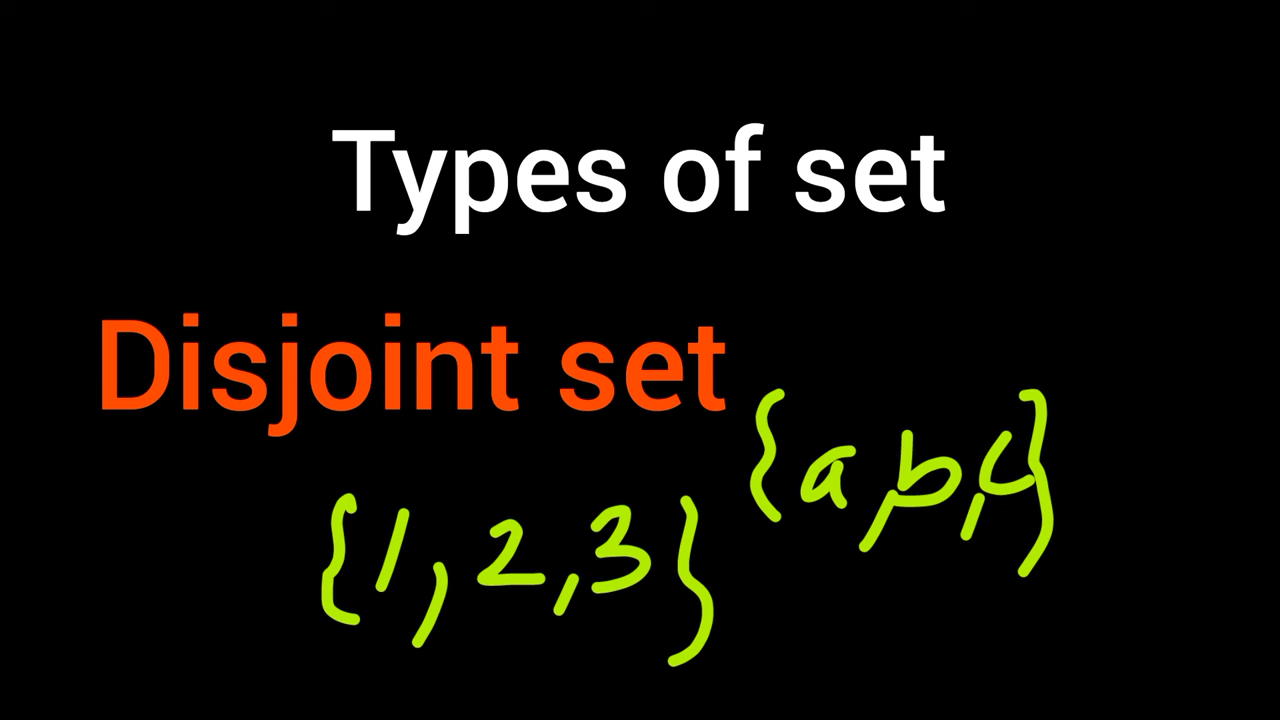 Types of set
Disjoint set
{a,b,c}
{1,2,3}